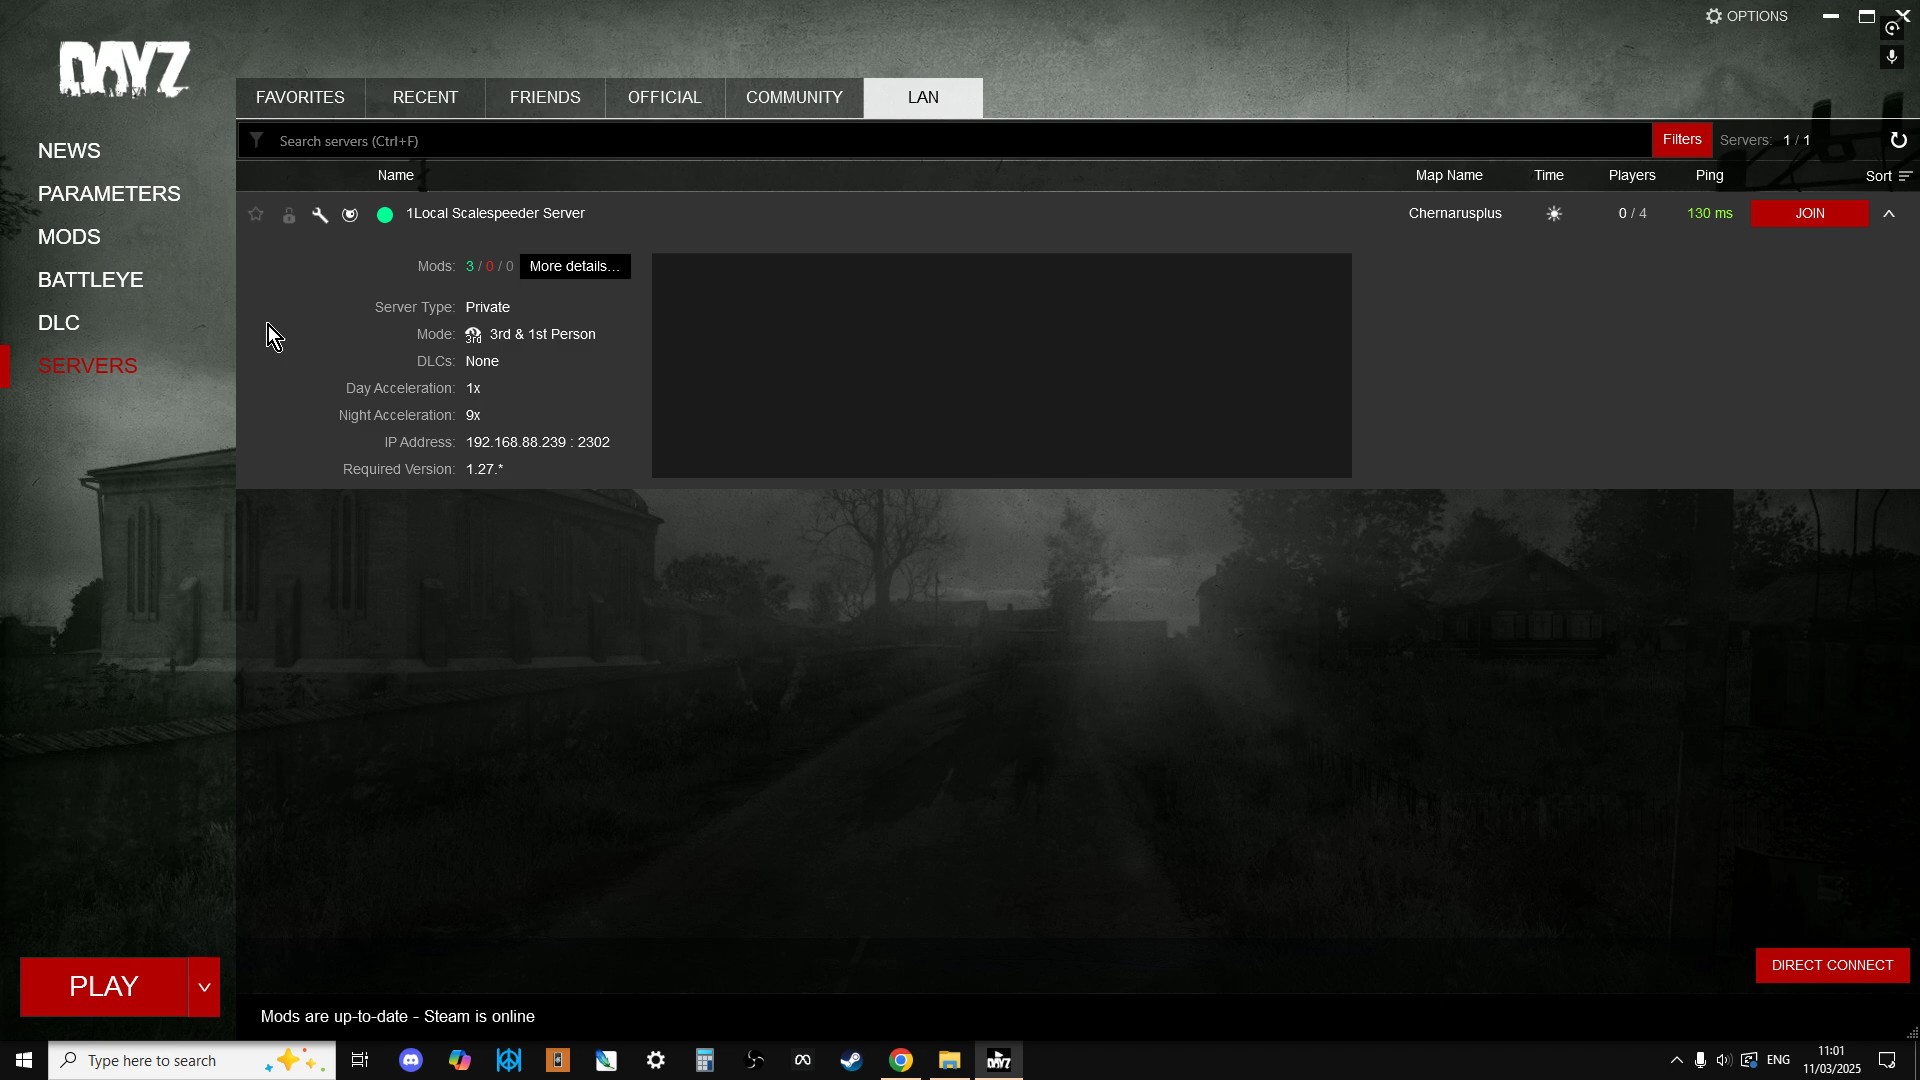 OPTIONS
DAYZ
FAVORITES RECENT FRIENDS OFFICIAL COMMUNITY LAN
Search servers (Ctrl+F) Filters Servers: 1 / 1
Name Map Name Time Players Ping Sort
1Local Scalespeeder Server Chernarusplus 0 / 4 130 ms JOIN
Mods: 3 / 0 / 0 More details...
Server Type: Private
Mode: 3rd 3rd & 1st Person
DLCs: None
Day Acceleration: 1x
Night Acceleration: 9x
IP Address: 192.168.88.239 : 2302
Required Version: 1.27.*
NEWS
PARAMETERS
MODS
BATTLEYE
DLC
SERVERS
DIRECT CONNECT
PLAY
Mods are up-to-date - Steam is online
Type here to search
DAYZ
ENG
11:01
11/03/2025